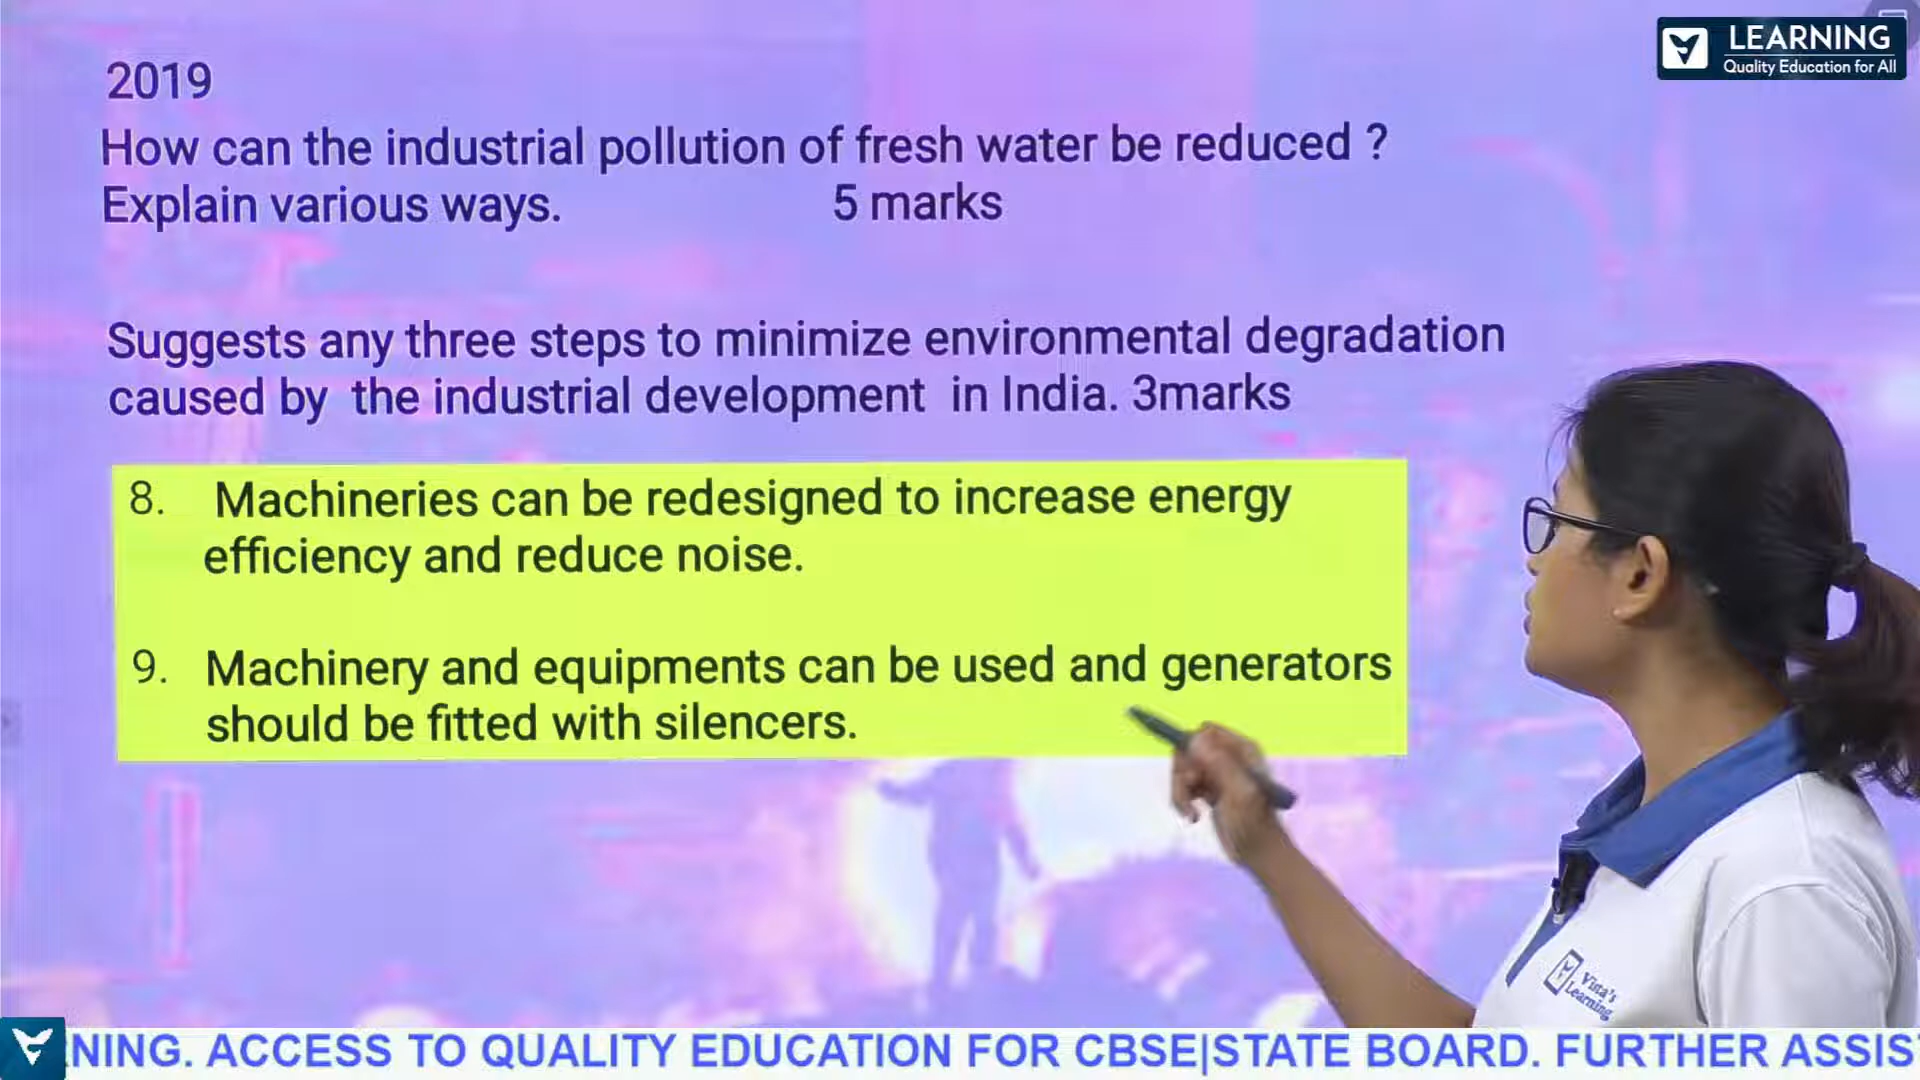 LEARNING
Quality Education for All
2019
How can the industrial pollution of fresh water be reduced ?
Explain various ways. 5 marks
Suggests any three steps to minimize environmental degradation
caused by the industrial development in India. 3marks
8. Machineries can be redesigned to increase energy
efficiency and reduce noise.
9. Machinery and equipments can be used and generators
should be fitted with silencers.
Vista's
Learning
NING. ACCESS TO QUALITY EDUCATION FOR CBSE|STATE BOARD. FURTHER ASSIS